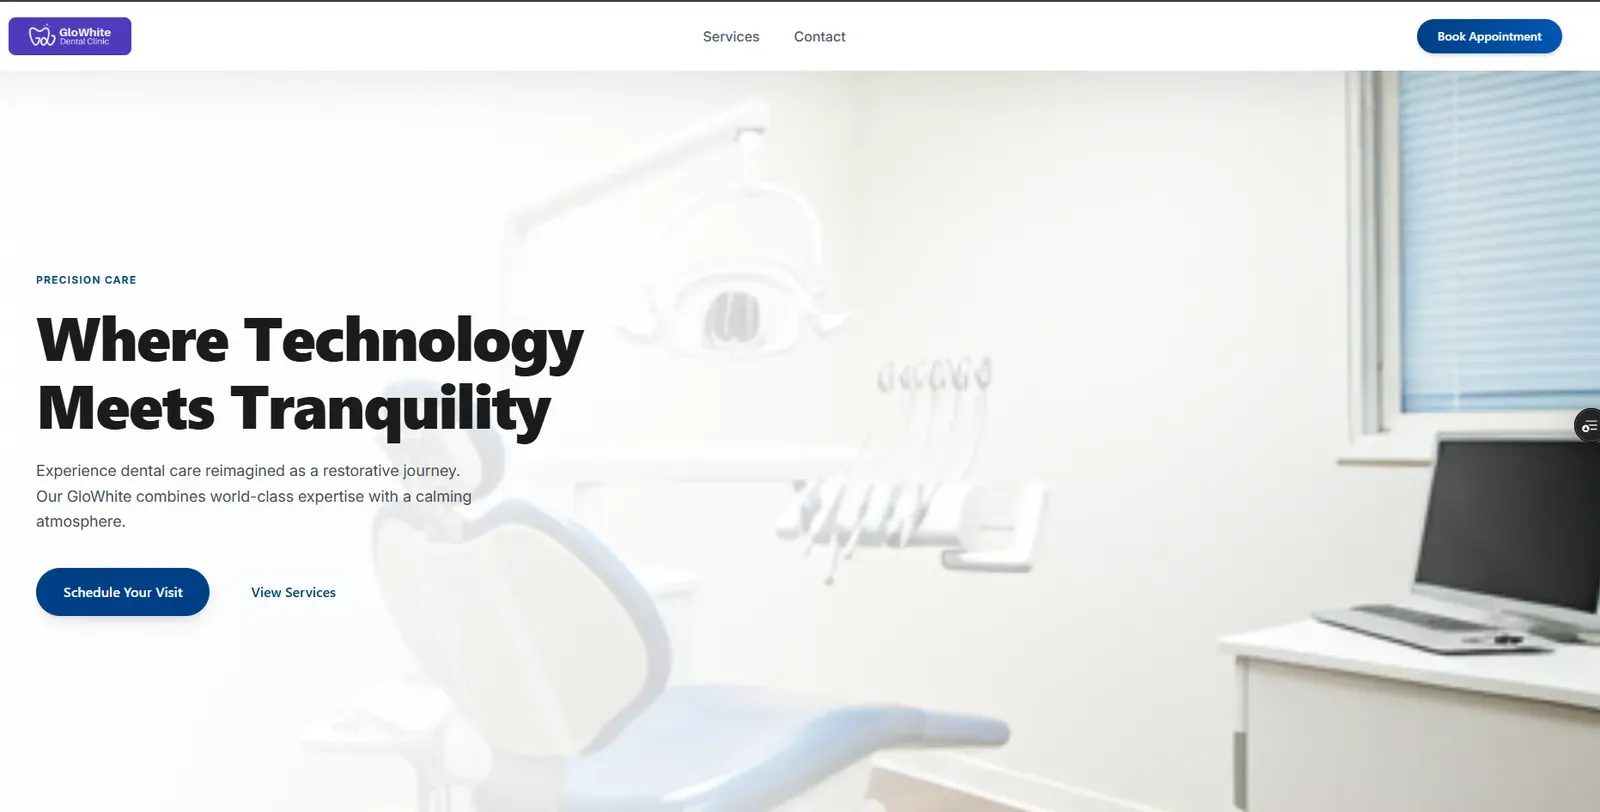 GloWhite
Dental Clinic
Services
Contact
Book Appointment
PRECISION CARE
Where Technology
Meets Tranquility
Experience dental care reimagined as a restorative journey.
Our GloWhite combines world-class expertise with a calming
atmosphere.
Schedule Your Visit
View Services